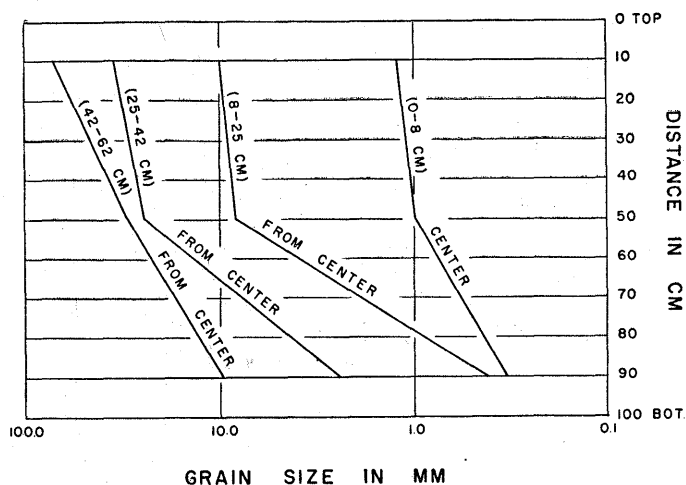 0 TOP
10
20
30
40
50
60
70
80
90
100 BOT.
DISTANCE IN CM
(42-62 CM)
FROM CENTER
(25-42 CM)
FROM CENTER
(8-25 CM)
FROM CENTER
(0-8 CM)
CENTER
100.0
10.0
1.0
0.1
GRAIN SIZE IN MM